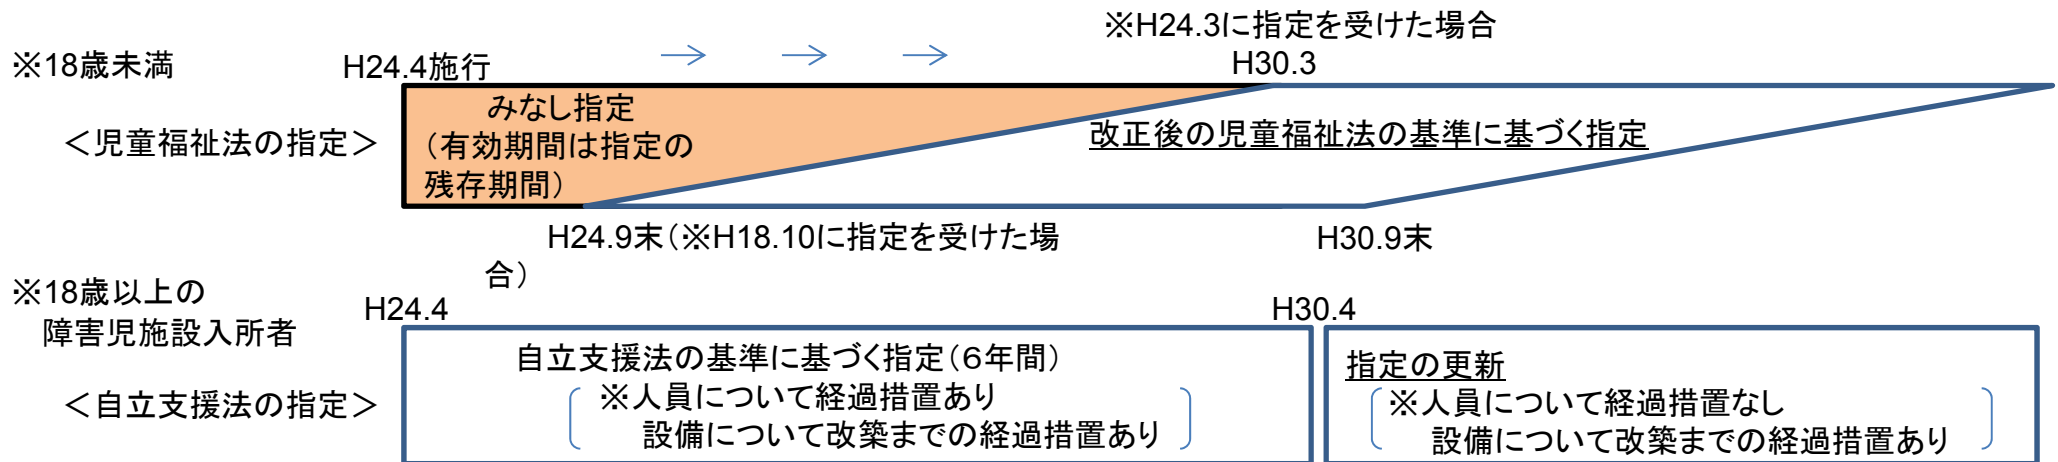 ※H24.3に指定を受けた場合
※18歳未満
H24.4施行
→ → →
H30.3
みなし指定
（有効期間は指定の
残存期間）
＜児童福祉法の指定＞
改正後の児童福祉法の基準に基づく指定
H24.9末（※H18.10に指定を受けた場
合）
H30.9末
※18歳以上の
障害児施設入所者
H24.4
H30.4
＜自立支援法の指定＞
自立支援法の基準に基づく指定（６年間）
※人員について経過措置あり
設備について改築までの経過措置あり
指定の更新
※人員について経過措置なし
設備について改築までの経過措置あり